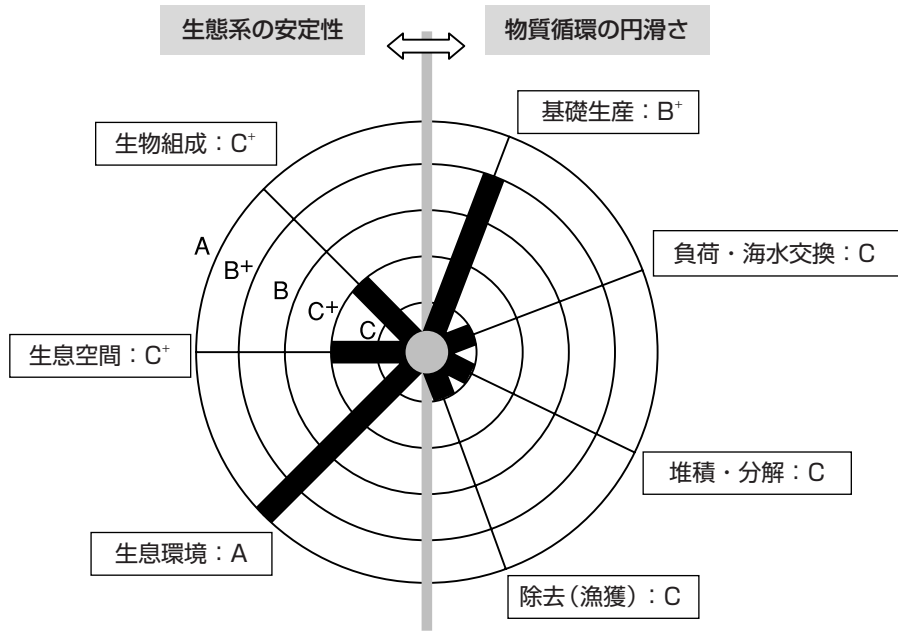 生態系の安定性
物質循環の円滑さ
基礎生産：B⁺
生物組成：C⁺
A
B+
負荷・海水交換：C
B
C+
C
生息空間：C⁺
堆積・分解：C
生息環境：A
除去（漁獲）：C